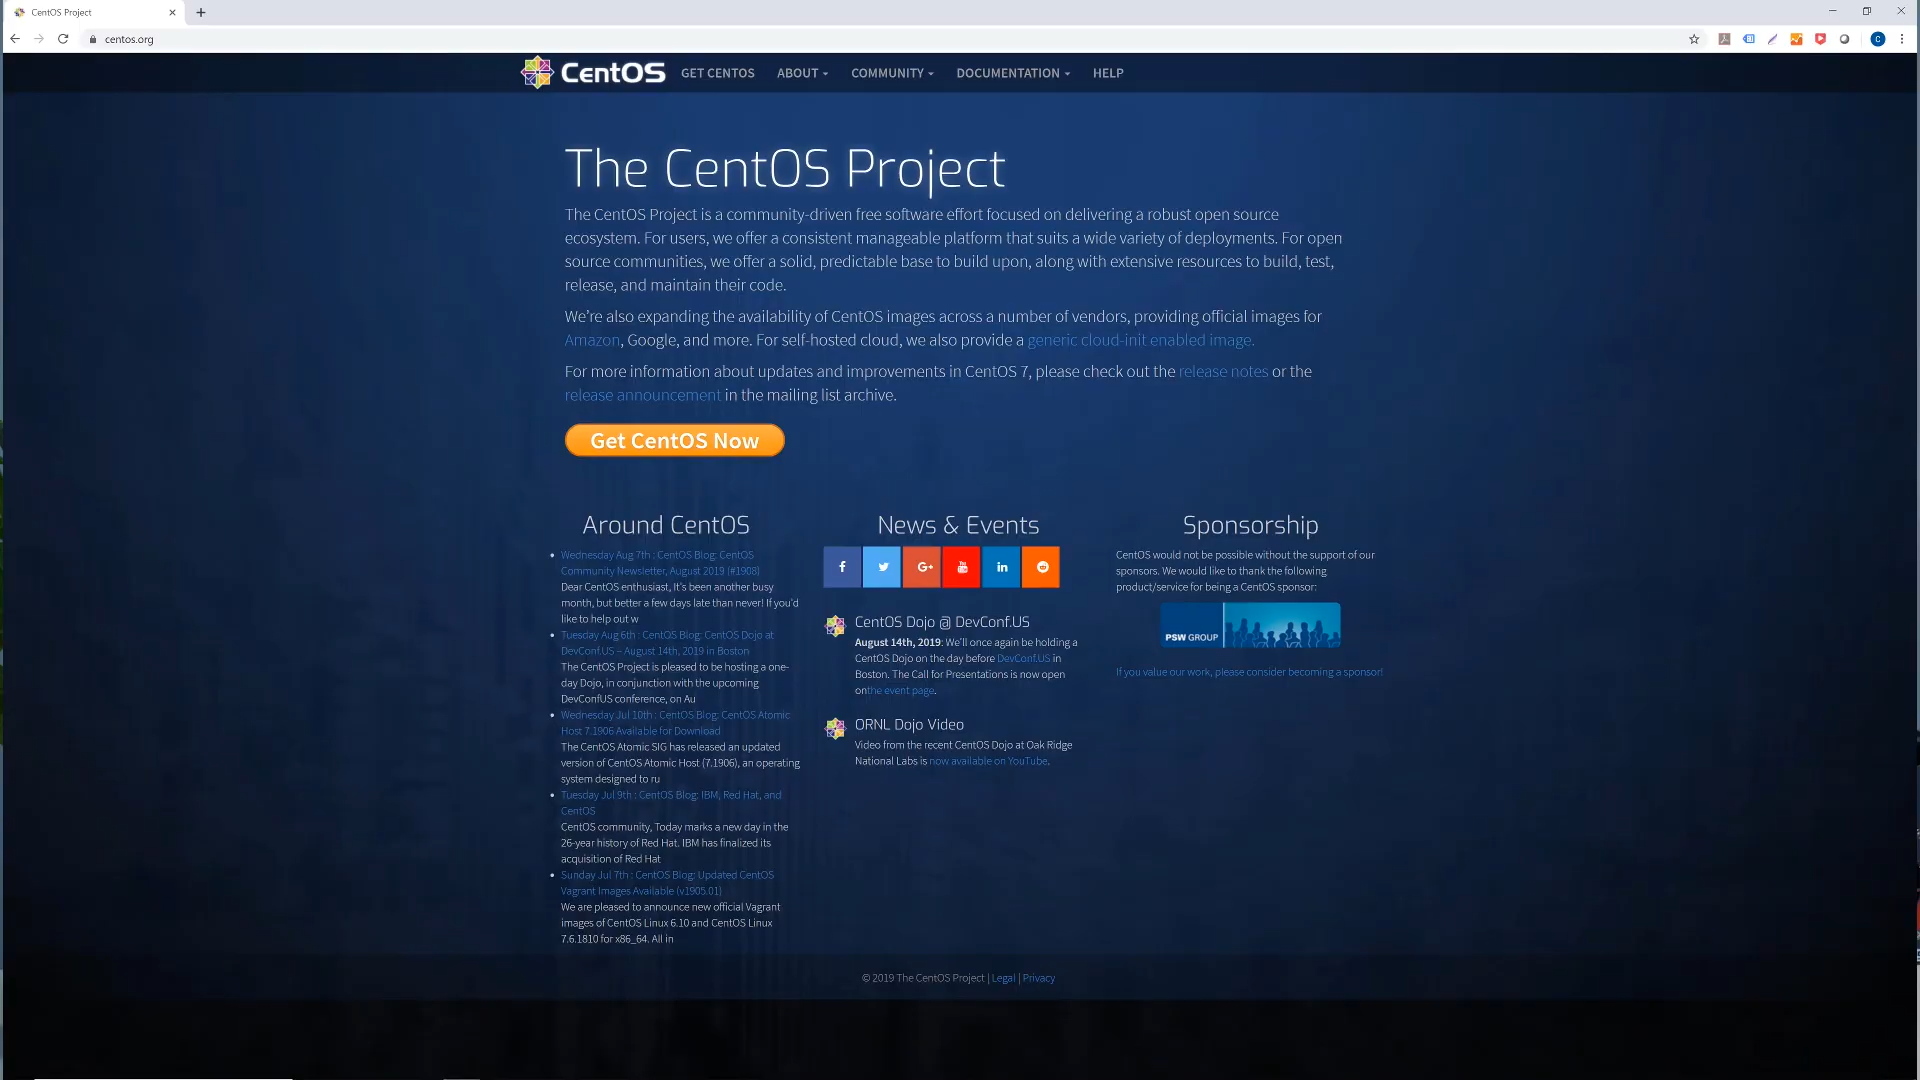 CentOS Project
centos.org
CentOS GET CENTOS ABOUT COMMUNITY DOCUMENTATION HELP
The CentOS Project
The CentOS Project is a community-driven free software effort focused on delivering a robust open source
ecosystem. For users, we offer a consistent manageable platform that suits a wide variety of deployments. For open
source communities, we offer a solid, predictable base to build upon, along with extensive resources to build, test,
release, and maintain their code.
We're also expanding the availability of CentOS images across a number of vendors, providing official images for
Amazon, Google, and more. For self-hosted cloud, we also provide a generic cloud-init enabled image.
For more information about updates and improvements in CentOS 7, please check out the release notes or the
release announcement in the mailing list archive.
Get CentOS Now
Around CentOS
Wednesday Aug 7th : CentOS Blog: CentOS
Community Newsletter, August 2019 (#1908)
Dear CentOS enthusiast, It's been another busy
month, but better a few days late than never! If you'd
like to help out w
Tuesday Aug 6th : CentOS Blog: CentOS Dojo at
DevConf.US – August 14th, 2019 in Boston
The CentOS Project is pleased to be hosting a one-
day Dojo, in conjunction with the upcoming
DevConfUS conference, on Au
Wednesday Jul 10th : CentOS Blog: CentOS Atomic
Host 7.1906 Available for Download
The CentOS Atomic SIG has released an updated
version of CentOS Atomic Host (7.1906), an operating
system designed to ru
Tuesday Jul 9th : CentOS Blog: IBM, Red Hat, and
CentOS
CentOS community, Today marks a new day in the
26-year history of Red Hat. IBM has finalized its
acquisition of Red Hat
Sunday Jul 7th : CentOS Blog: Updated CentOS
Vagrant Images Available (v1905.01)
We are pleased to announce new official Vagrant
images of CentOS Linux 6.10 and CentOS Linux
7.6.1810 for x86_64. All in
News & Events
CentOS Dojo @ DevConf.US
August 14th, 2019: We'll once again be holding a
CentOS Dojo on the day before DevConf.US in
Boston. The Call for Presentations is now open
onthe event page.
ORNL Dojo Video
Video from the recent CentOS Dojo at Oak Ridge
National Labs is now available on YouTube.
Sponsorship
CentOS would not be possible without the support of our
sponsors. We would like to thank the following
product/service for being a CentOS sponsor:
PSW GROUP
If you value our work, please consider becoming a sponsor!
© 2019 The CentOS Project | Legal | Privacy